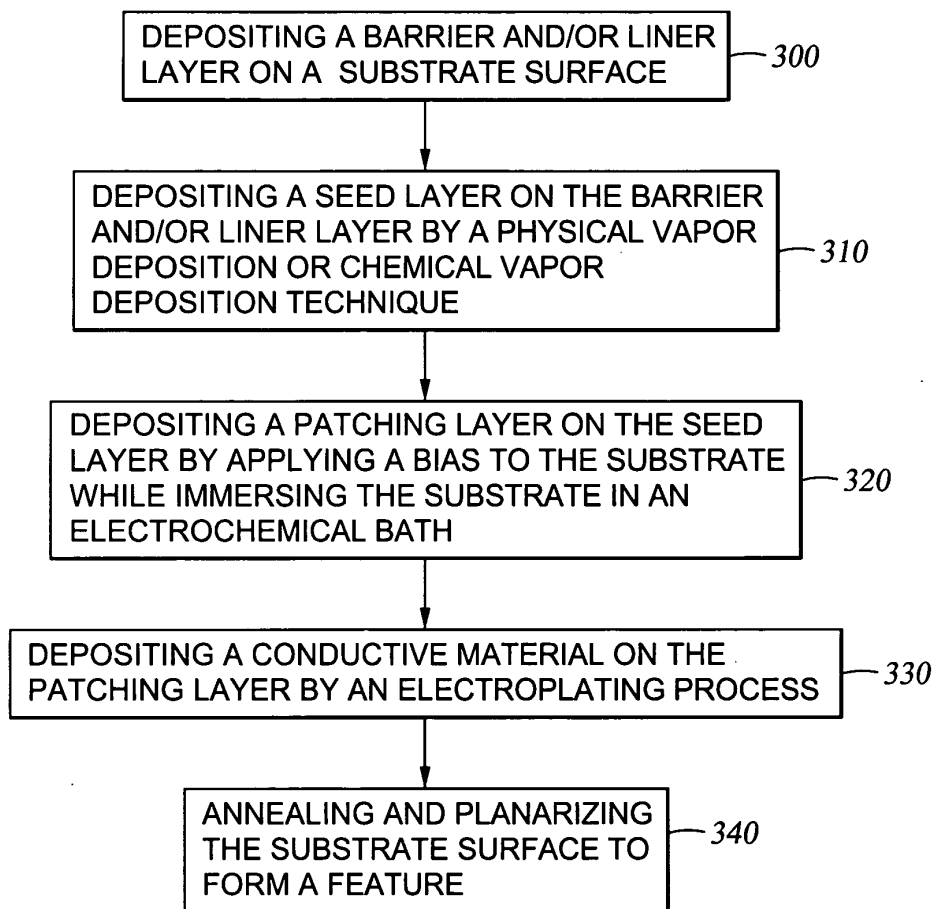 DEPOSITING A BARRIER AND/OR LINER
LAYER ON A SUBSTRATE SURFACE
300
DEPOSITING A SEED LAYER ON THE BARRIER
AND/OR LINER LAYER BY A PHYSICAL VAPOR
DEPOSITION OR CHEMICAL VAPOR
DEPOSITION TECHNIQUE
310
DEPOSITING A PATCHING LAYER ON THE SEED
LAYER BY APPLYING A BIAS TO THE SUBSTRATE
WHILE IMMERSING THE SUBSTRATE IN AN
ELECTROCHEMICAL BATH
320
DEPOSITING A CONDUCTIVE MATERIAL ON THE
PATCHING LAYER BY AN ELECTROPLATING PROCESS
330
ANNEALING AND PLANARIZING
THE SUBSTRATE SURFACE TO
FORM A FEATURE
340